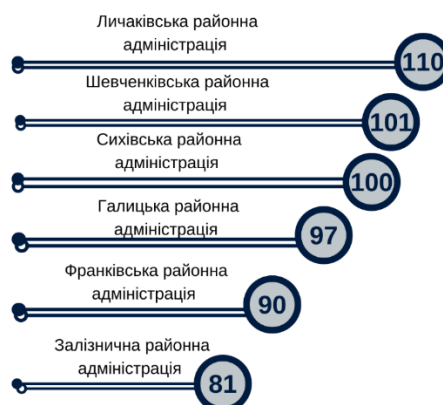 Личаківська районна
адміністрація
110
Шевченківська районна
адміністрація
101
Сихівська районна
адміністрація
100
Галицька районна
адміністрація
97
Франківська районна
адміністрація
90
Залізнична районна
адміністрація
81